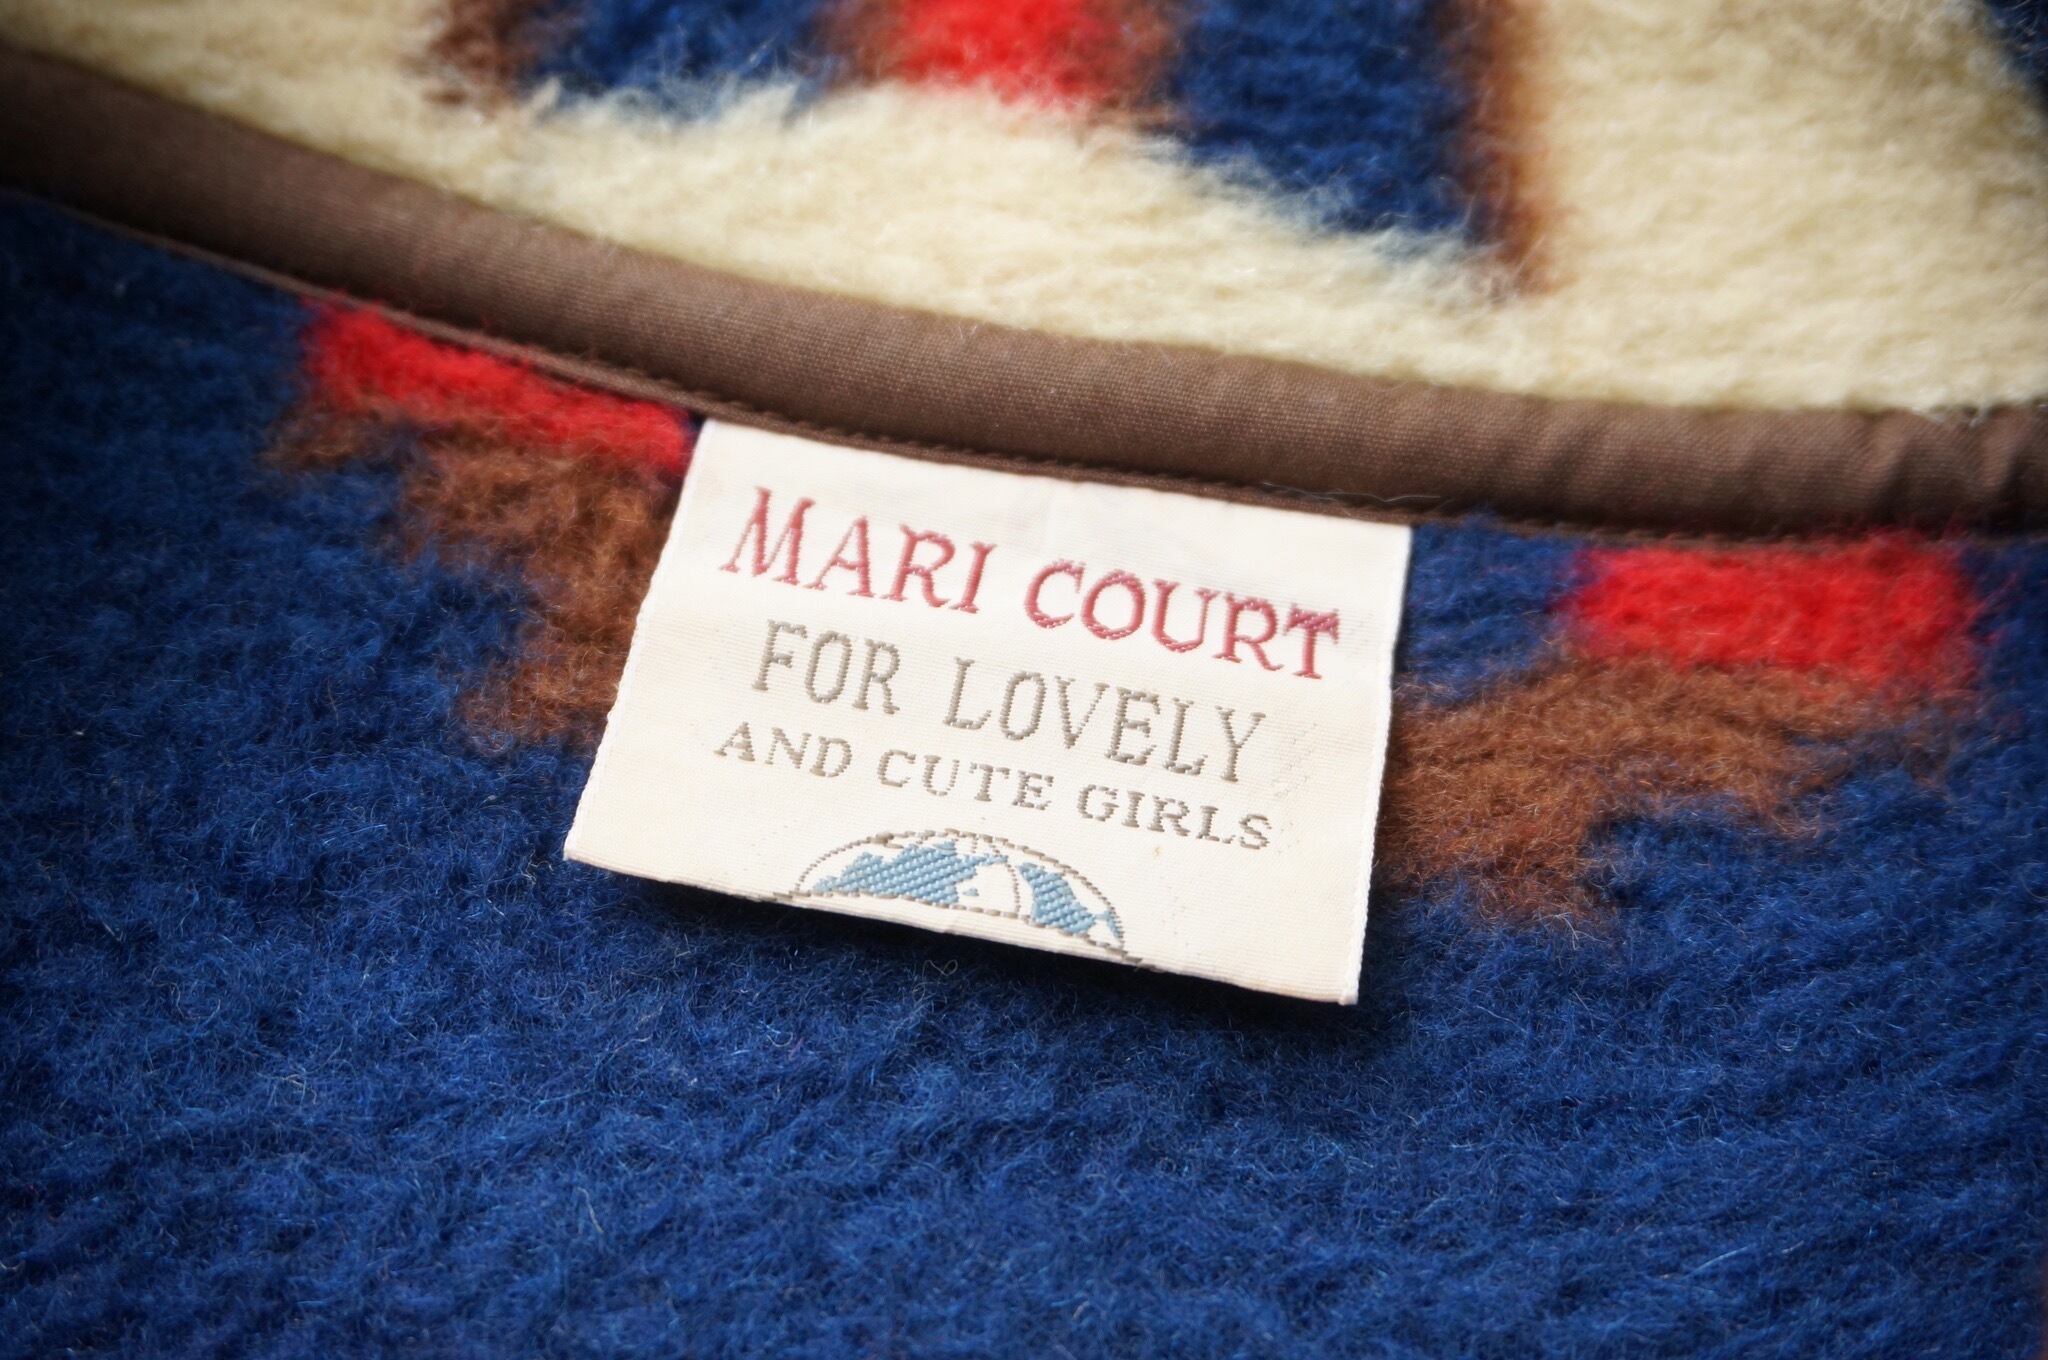 MARI COURT
FOR LOVELY
AND CUTE GIRLS